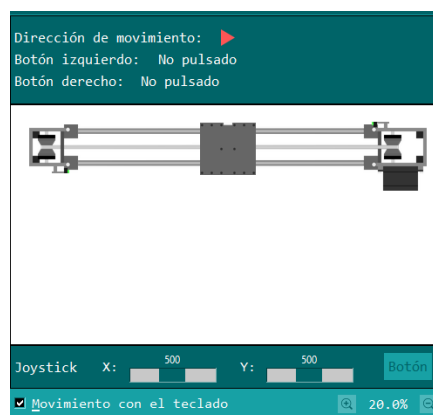 Dirección de movimiento:
Botón izquierdo: No pulsado
Botón derecho: No pulsado
Joystick X: 500 Y: 500 Botón
Movimiento con el teclado 20.0%